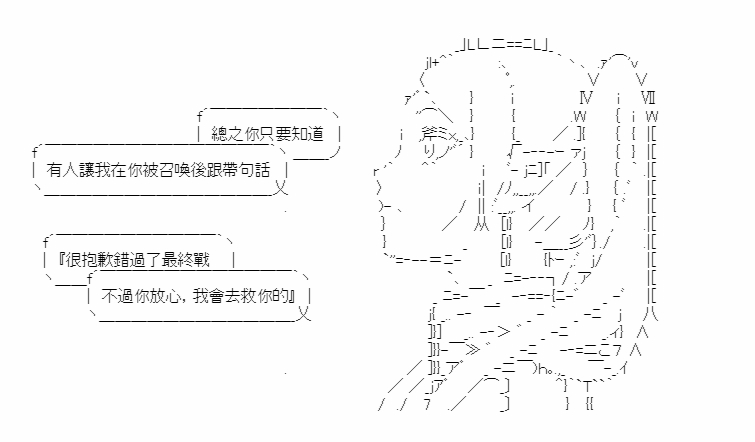 總之你只要知道
有人讓我在你被召喚後跟帶句話
『很抱歉錯過了最終戰
不過你放心，我會去救你的』